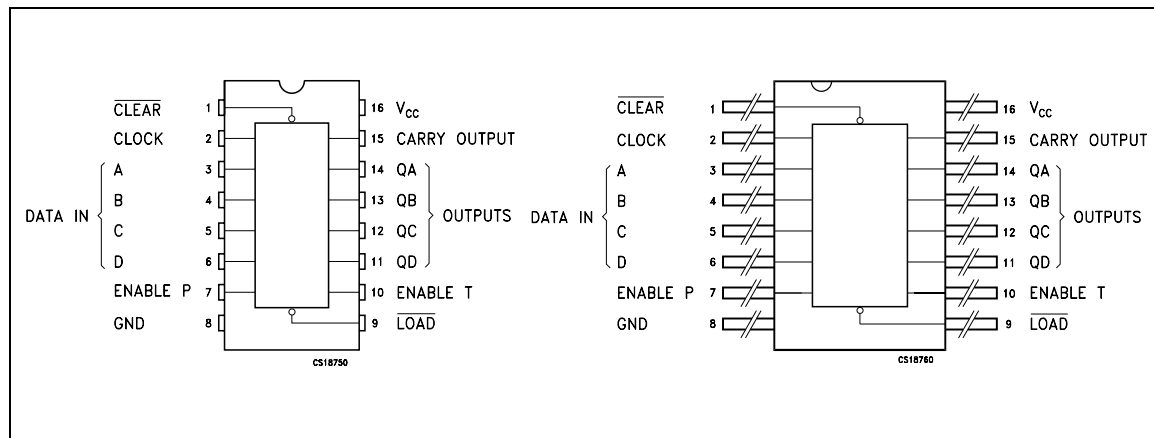 CLEAR 1 16 VCC
CLOCK 2 15 CARRY OUTPUT
A 3 14 QA
B 4 13 QB
DATA IN OUTPUTS
C 5 12 QC
D 6 11 QD
ENABLE P 7 10 ENABLE T
GND 8 9 LOAD
CS18750
CLEAR 1 16 VCC
CLOCK 2 15 CARRY OUTPUT
A 3 14 QA
B 4 13 QB
DATA IN OUTPUTS
C 5 12 QC
D 6 11 QD
ENABLE P 7 10 ENABLE T
GND 8 9 LOAD
CS18760